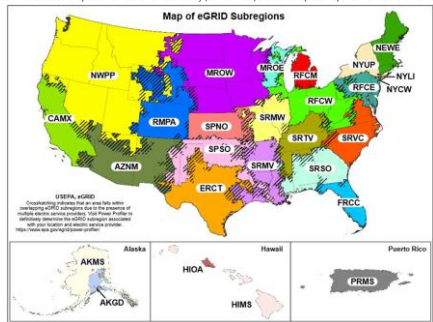 Map of eGRID Subregions
NWPP
MROW
MROE
RFCM
NYUP
NEWE
NYLI
NYCW
RFCE
RFCW
CAMX
RMPA
SPNO
SRMW
SRTV
SRVC
AZNM
SPSO
SRMV
SRSO
ERCT
FRCC
USEPA, eGRID
Crosshatching indicates that an area falls within
overlapping eGRID subregions due to the presence of
multiple electric service providers. Visit Power Profiler to
definitively determine the eGRID subregion associated
with your location and electric service provider.
https://www.epa.gov/egrid/power-profiler/
Alaska
AKMS
AKGD
Hawaii
HIOA
HIMS
Puerto Rico
PRMS